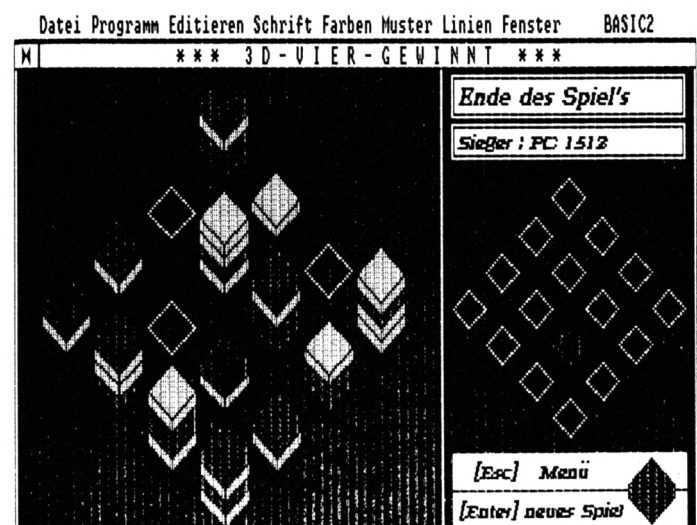 Datei Programm Editieren Schrift Farben Muster Linien Fenster BASIC2
*** 3D-VIER-GEWINNT ***
Ende des Spiel's
Sieger : PC 1512
[Esc] Menü
[Enter] neues Spiel